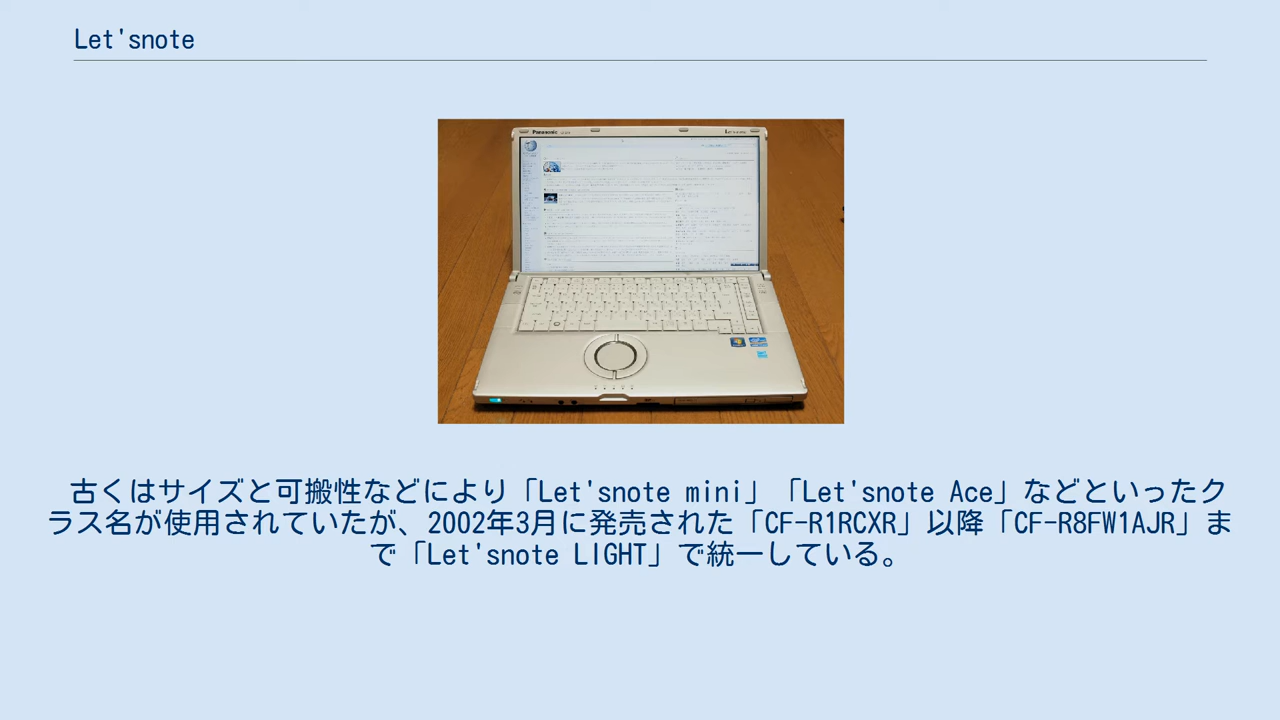 Let'snote
Panasonic
古くはサイズと可搬性などにより「Let'snote mini」「Let'snote Ace」などといったク
ラス名が使用されていたが、2002年3月に発売された「CF-R1RCXR」以降「CF-R8FW1AJR」ま
で「Let'snote LIGHT」で統一している。